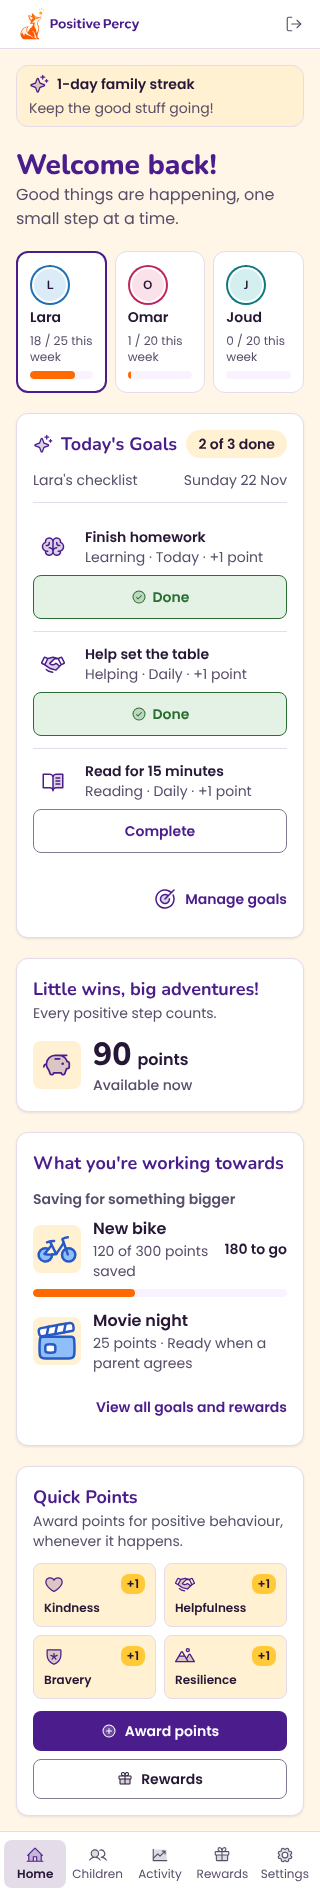 Positive Percy
1-day family streak
Keep the good stuff going!
Welcome back!
Good things are happening, one
small step at a time.
L
Lara
18 / 25 this
week
O
Omar
1 / 20 this
week
J
Joud
0 / 20 this
week
Today's Goals
2 of 3 done
Lara's checklist
Sunday 22 Nov
Finish homework
Learning · Today · +1 point
Done
Help set the table
Helping · Daily · +1 point
Done
Read for 15 minutes
Reading · Daily · +1 point
Complete
Manage goals
Little wins, big adventures!
Every positive step counts.
90 points
Available now
What you're working towards
Saving for something bigger
New bike
120 of 300 points
saved
180 to go
Movie night
25 points · Ready when a
parent agrees
View all goals and rewards
Quick Points
Award points for positive behaviour,
whenever it happens.
+1
Kindness
+1
Helpfulness
+1
Bravery
+1
Resilience
Award points
Rewards
Home
Children
Activity
Rewards
Settings